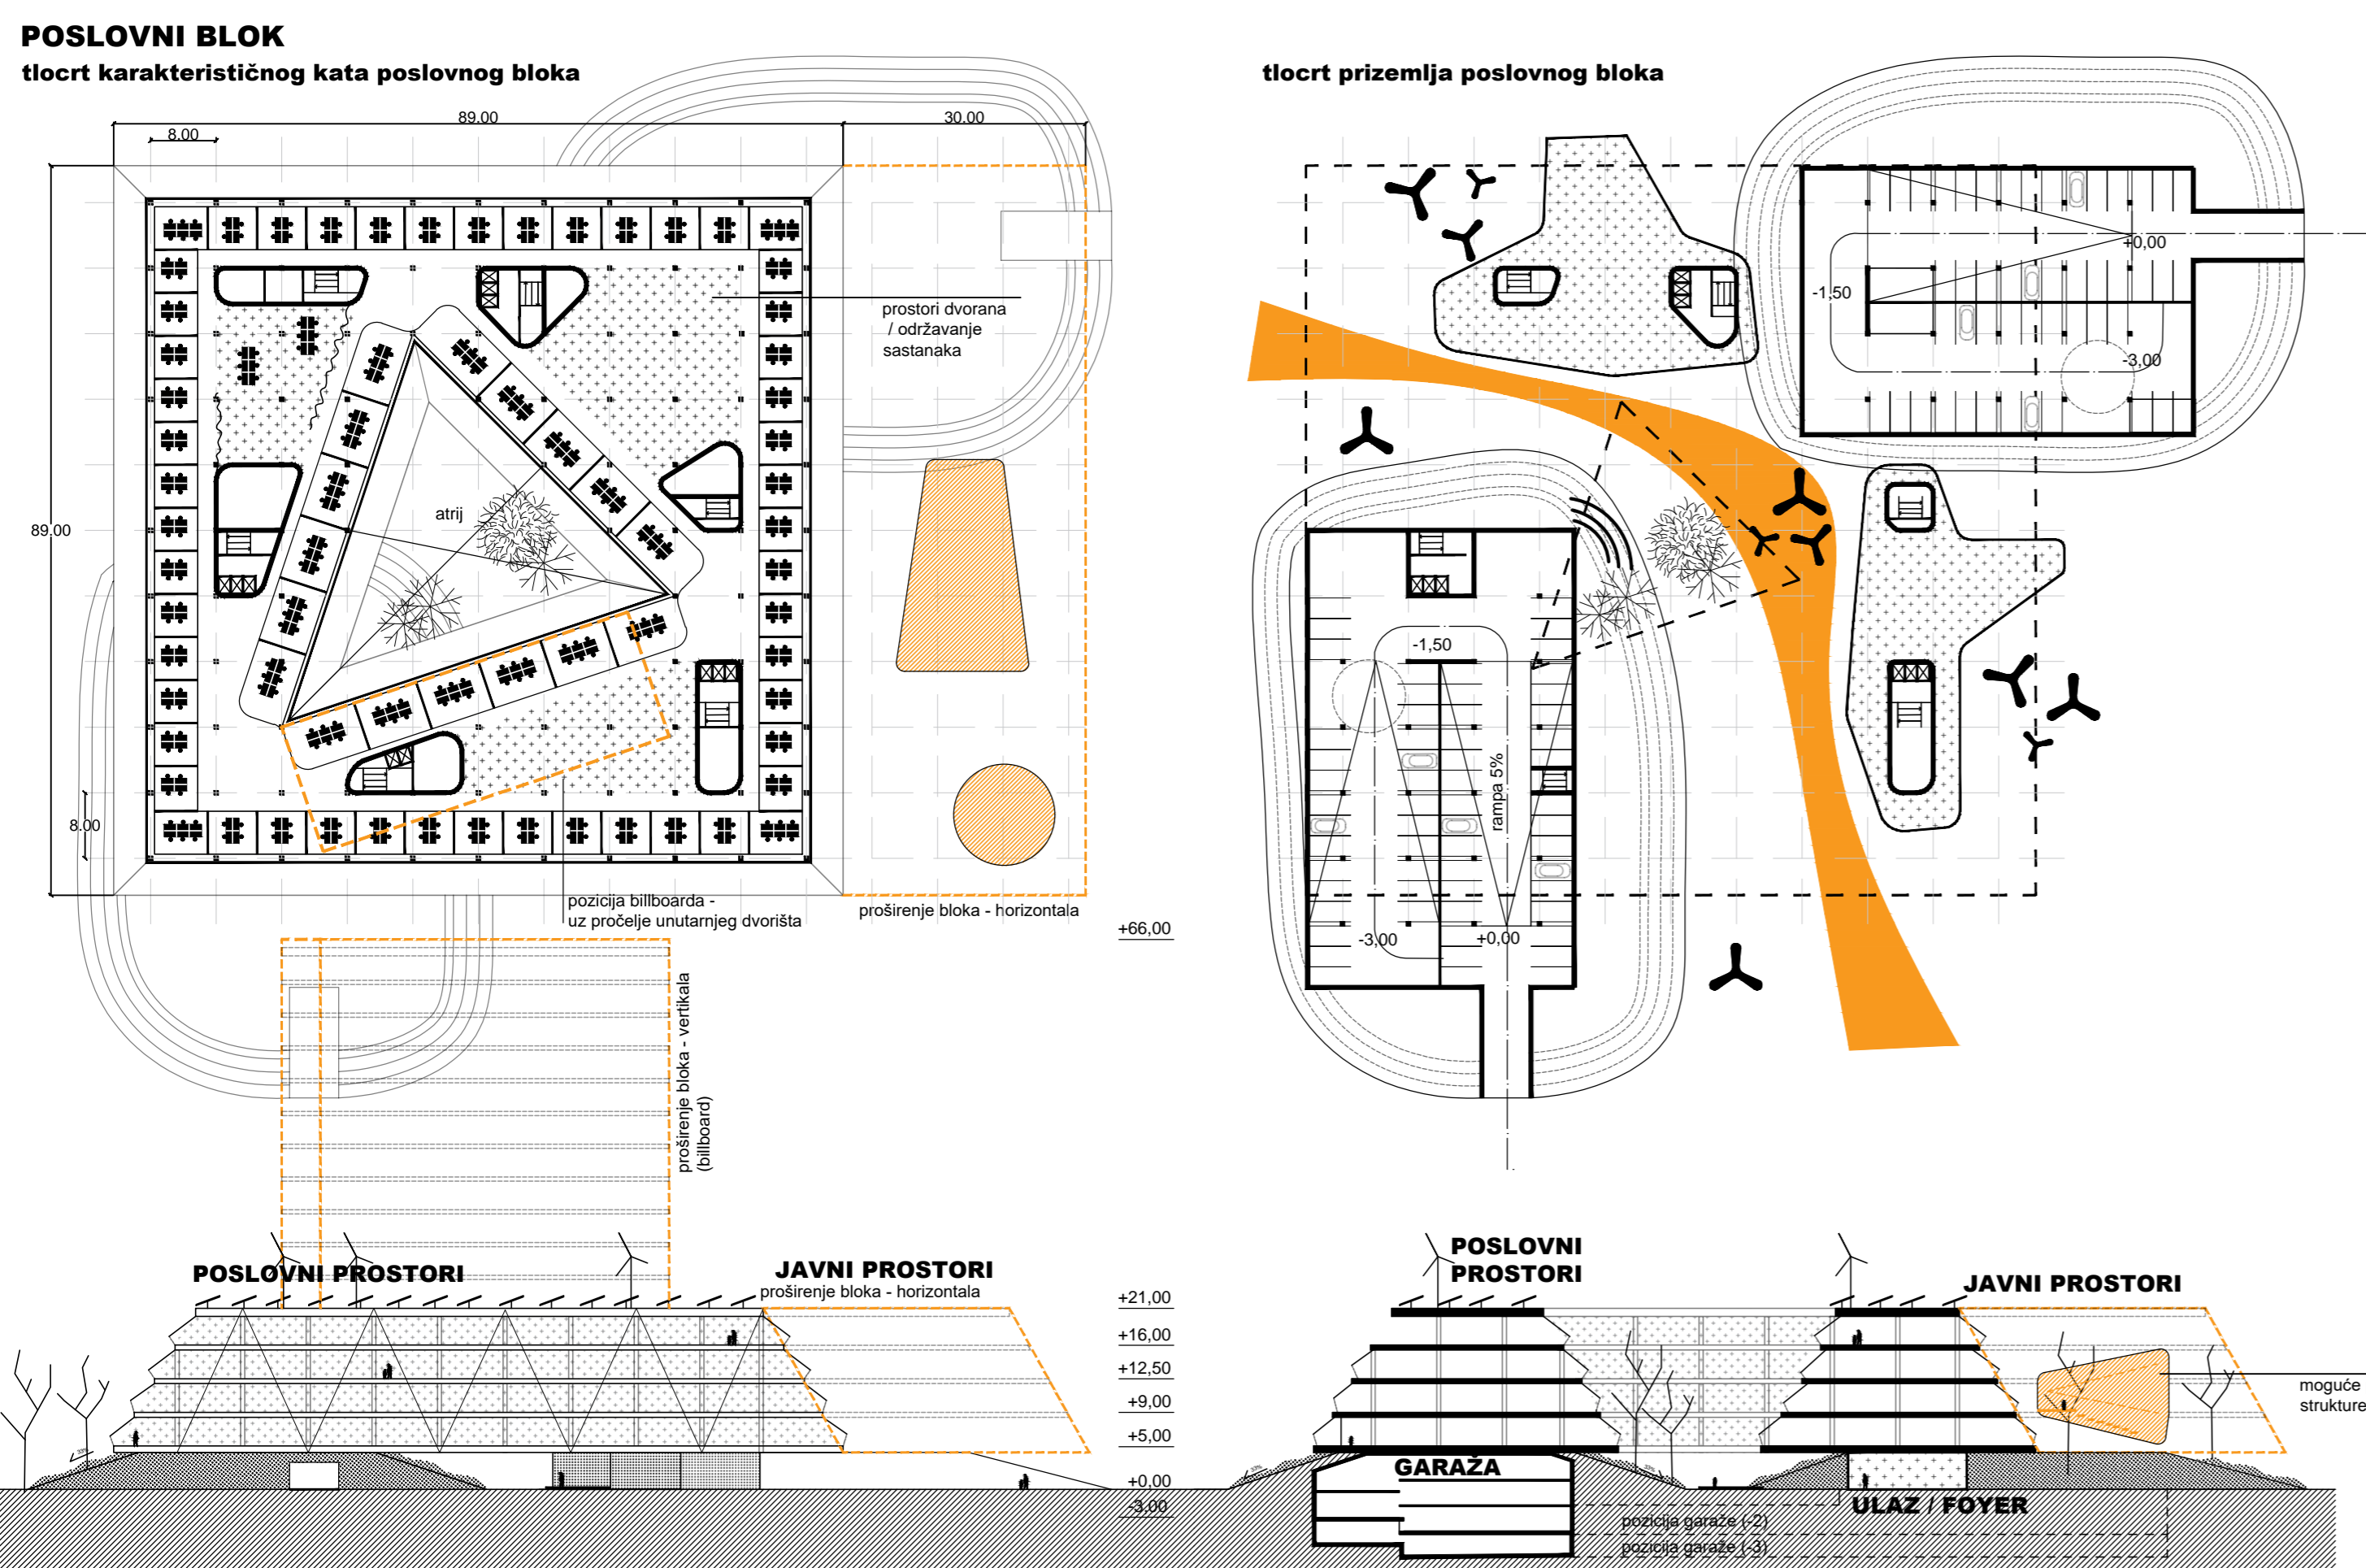 POSLOVNI BLOK
tlocrt karakterističnog kata poslovnog bloka
89.00
30.00
8.00
prostori dvorana
/ održavanje
sastanaka
atrij
89.00
8.00
pozicija billboarda -
uz pročelje unutarnjeg dvorišta
proširenje bloka - horizontala
proširenje bloka - vertikala
(billboard)
tlocrt prizemlja poslovnog bloka
+0,00
-1,50
-3,00
-1,50
rampa 5%
-3,00
+0,00
+66,00
POSLOVNI PROSTORI
JAVNI PROSTORI
proširenje bloka - horizontala
+21,00
+16,00
+12,50
+9,00
+5,00
+0,00
-3,00
33%
POSLOVNI
PROSTORI
JAVNI PROSTORI
moguće
strukture
33%
33%
GARAŽA
ULAZ / FOYER
pozicija garaže (-2)
pozicija garaže (-3)